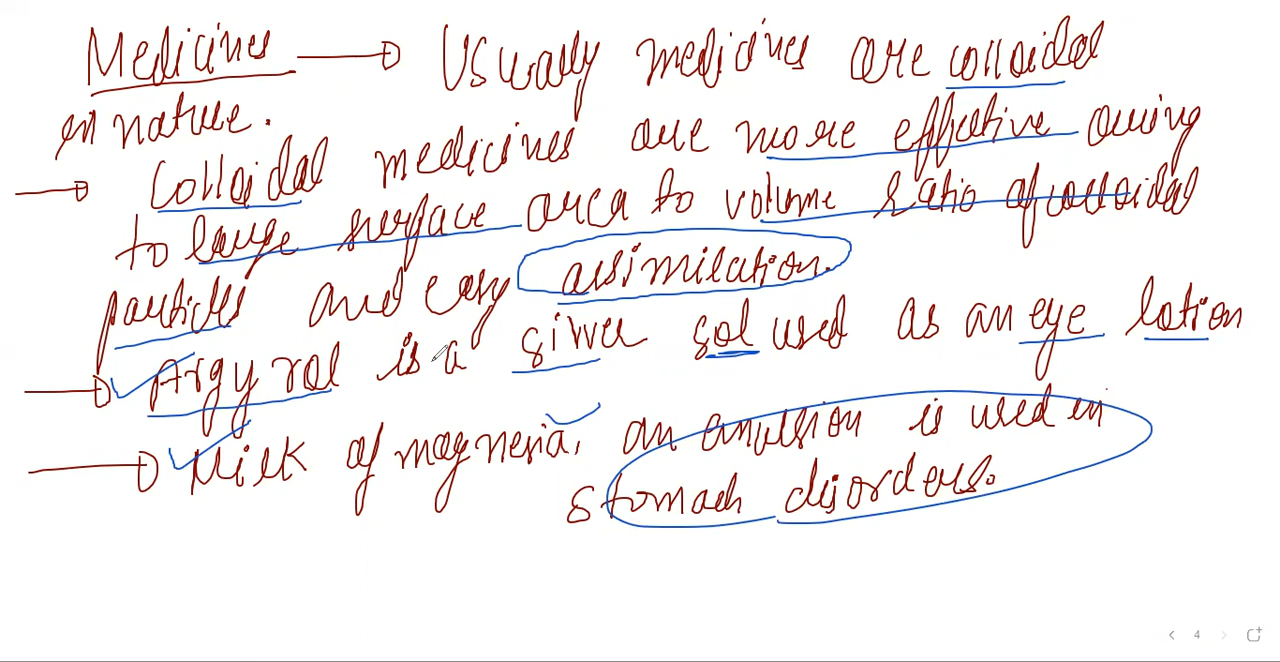 Medicines → Usually medicines are colloidal
in nature.
→ Colloidal medicines are more effective owing
to large surface area to volume ratio of colloidal
particles and easy assimilation.
→ Argyrol is a silver sol used as an eye lotion
→ Milk of magnesia, an emulsion is used in
stomach disorders.
4